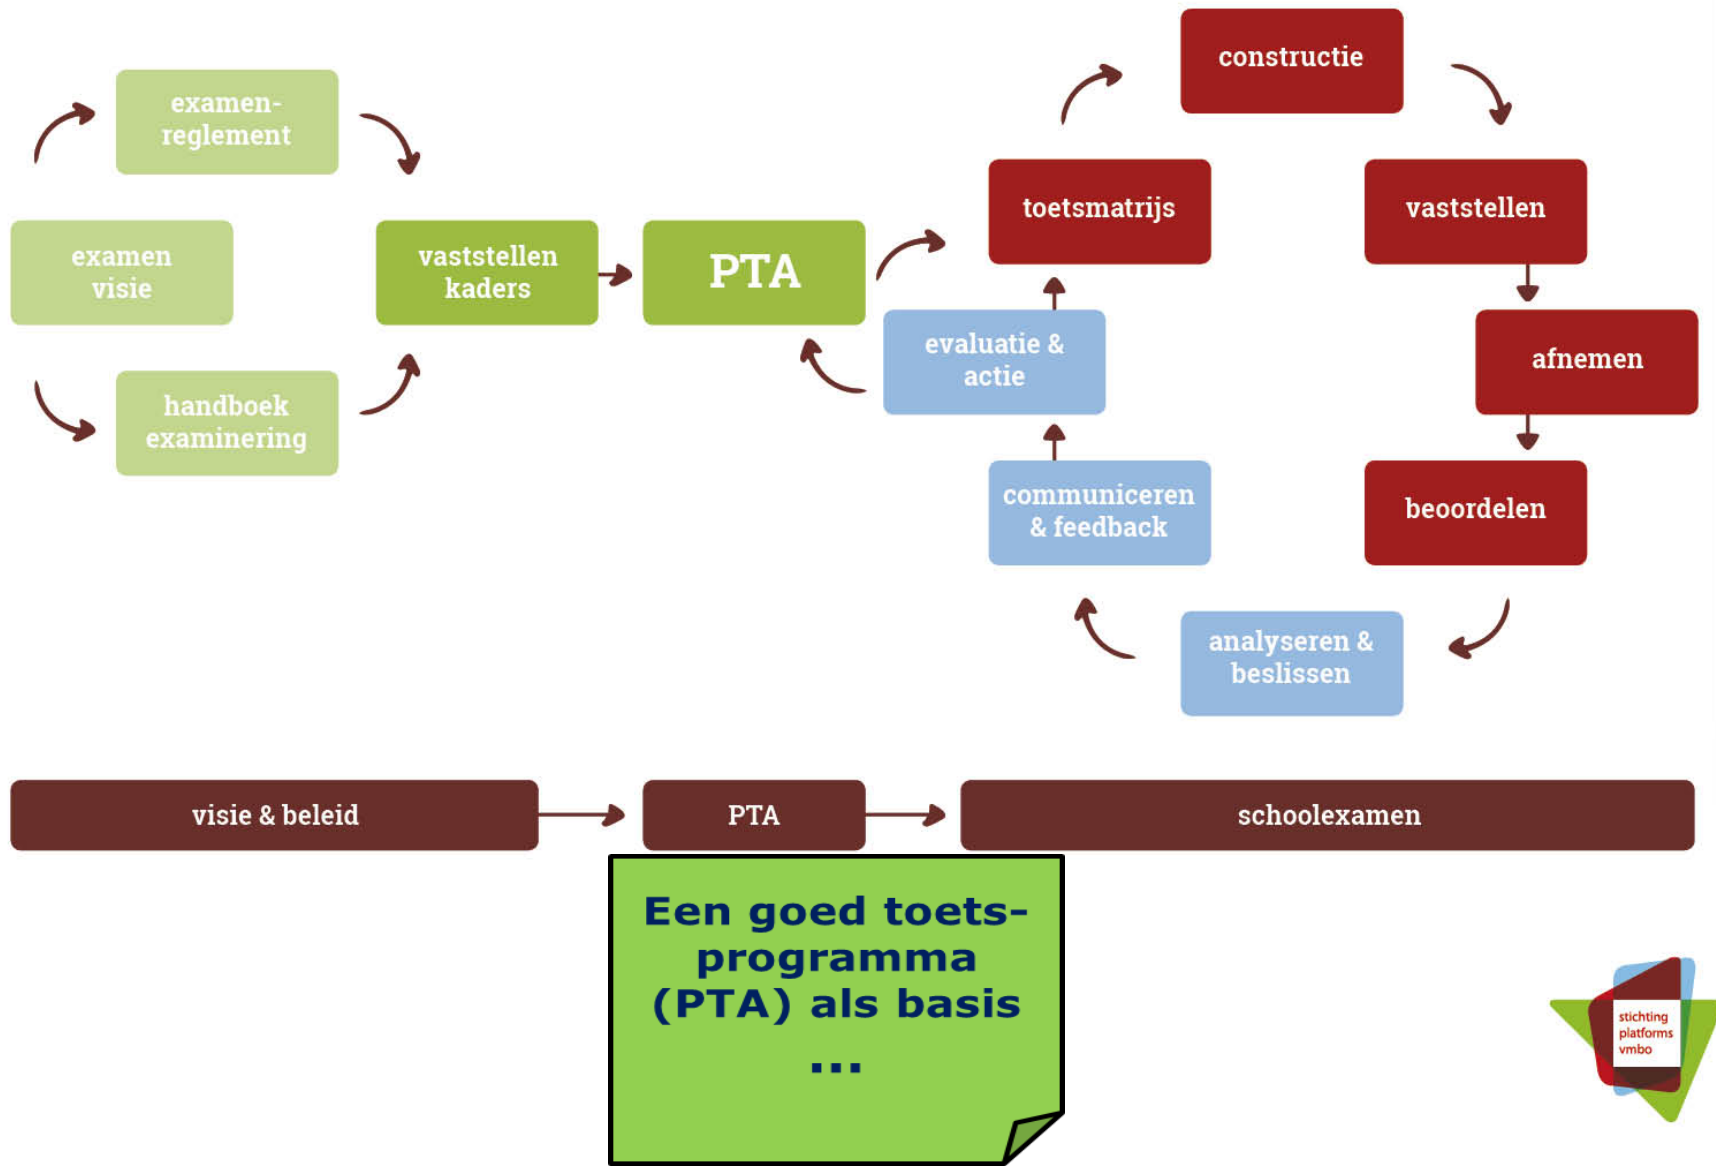 examen-
reglement
examen
visie
handboek
examinering
vaststellen
kaders
PTA
toetsmatrijs
constructie
vaststellen
afnemen
beoordelen
analyseren &
beslissen
communiceren
& feedback
evaluatie &
actie
visie & beleid
PTA
schoolexamen
Een goed toets-
programma
(PTA) als basis
...
stichting
platforms
vmbo